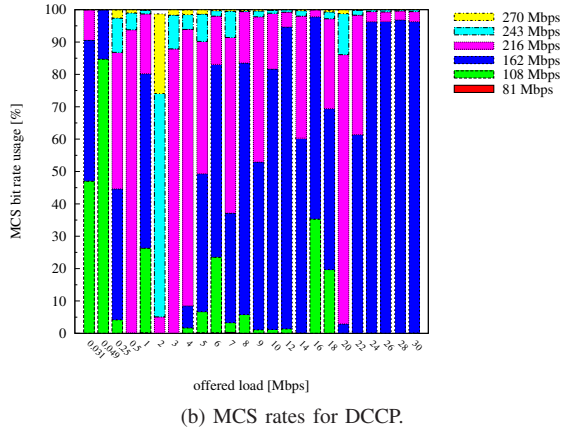 MCS bit rate usage [%]
100
90
80
70
60
50
40
30
20
10
0
0.031 0.049 0.25 0.5 1 2 3 4 5 6 7 8 9 10 12 14 16 18 20 22 24 26 28 30
offered load [Mbps]
270 Mbps
243 Mbps
216 Mbps
162 Mbps
108 Mbps
81 Mbps
(b) MCS rates for DCCP.